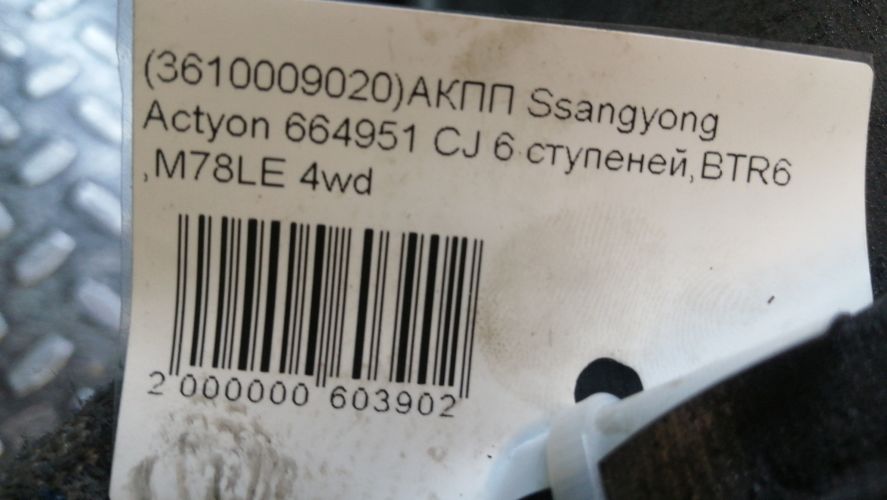 (3610009020)АКПП Ssangyong
Actyon 664951 CJ 6 ступеней,BTR6
,M78LE 4wd
2 000000 603902